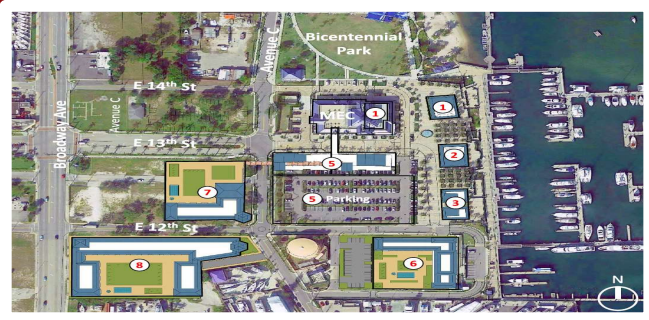 Bicentennial
Park
Avenue C
E 14th St
Avenue C
MEC
1
1
E 13th St
Broadway Ave
2
5
7
5 Parking
3
E 12th St
8
6
N